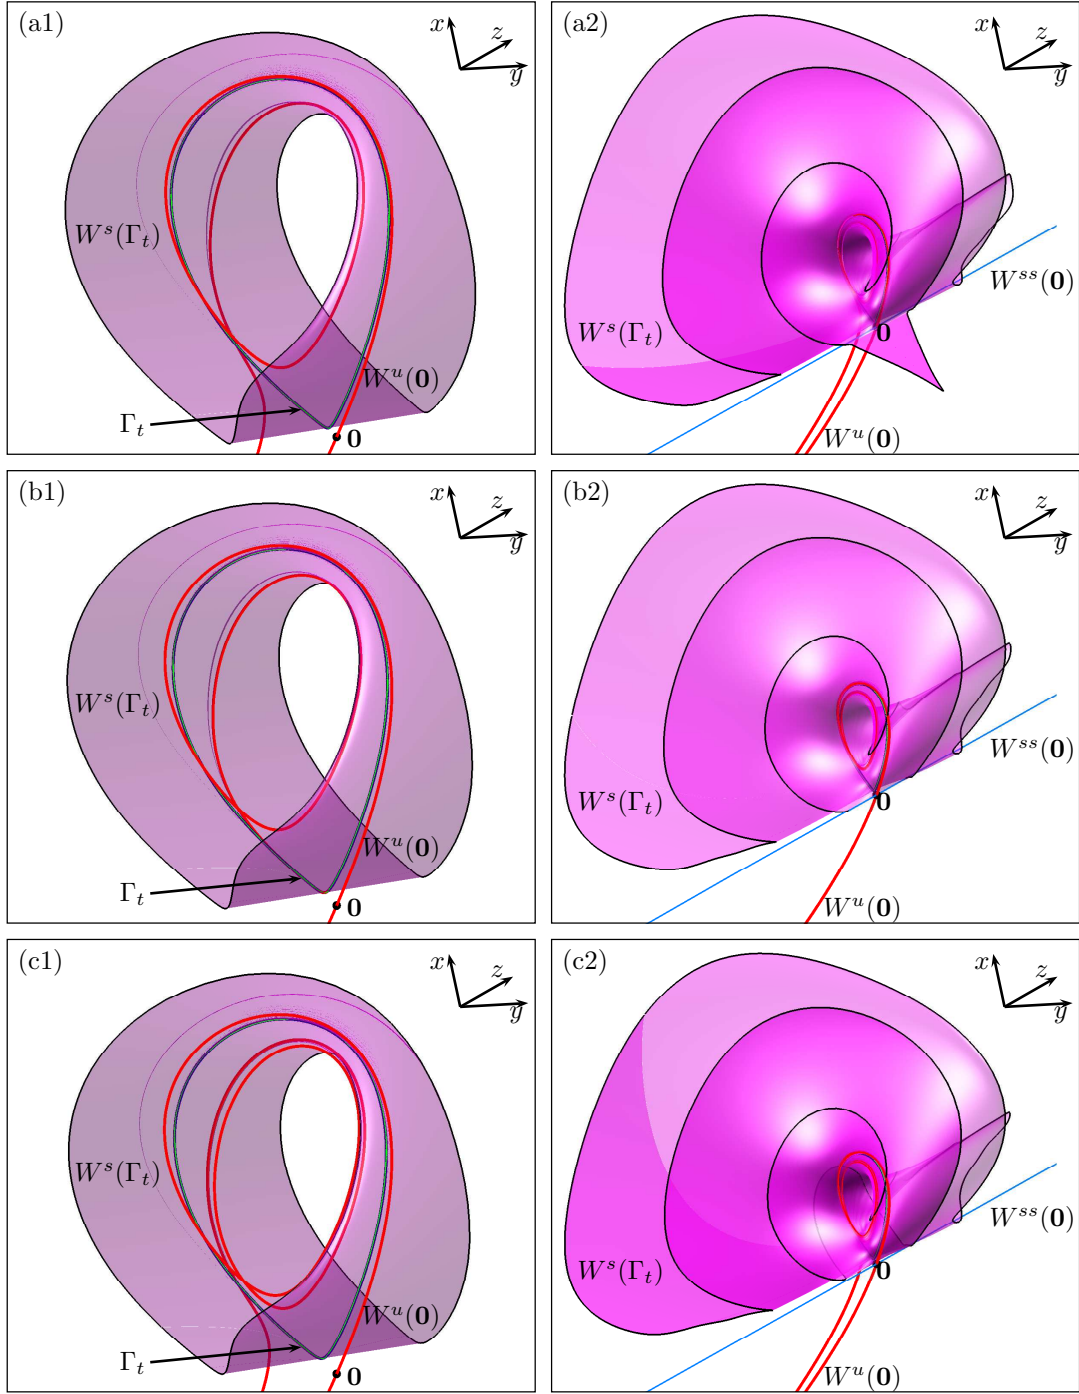 (a1)
x
z
y
W^s(Γ_t)
W^u(0)
Γ_t
0
(a2)
x
z
y
W^ss(0)
W^s(Γ_t)
0
W^u(0)
(b1)
x
z
y
W^s(Γ_t)
W^u(0)
Γ_t
0
(b2)
x
z
y
W^ss(0)
W^s(Γ_t)
0
W^u(0)
(c1)
x
z
y
W^s(Γ_t)
W^u(0)
Γ_t
0
(c2)
x
z
y
W^ss(0)
W^s(Γ_t)
0
W^u(0)